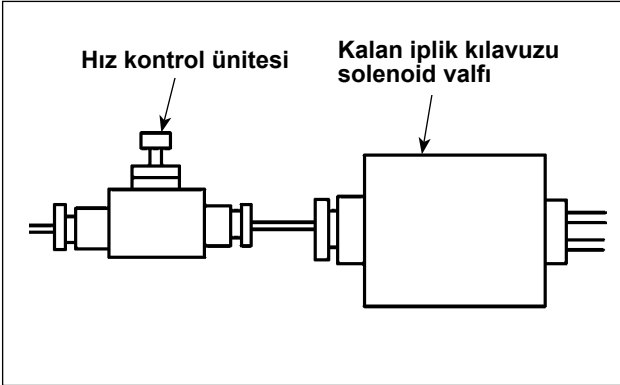 Hız kontrol ünitesi
Kalan iplik kılavuzu
solenoid valfı